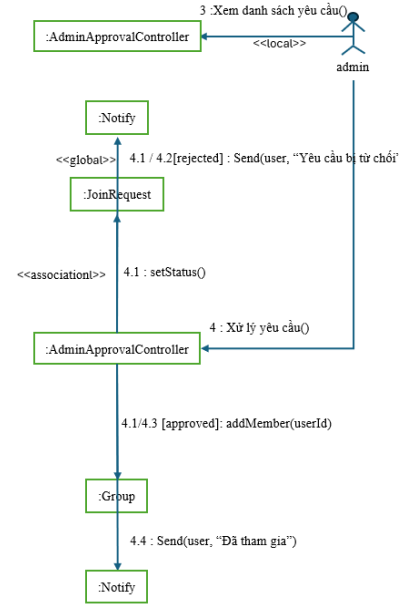 3 :Xem danh sách yêu cầu()
:AdminApprovalController
<<local>>
admin
:Notify
<<global>>
4.1 / 4.2[rejected] : Send(user, “Yêu cầu bị từ chối”
:JoinRequest
<<associationl>>
4.1 : setStatus()
4 : Xử lý yêu cầu()
:AdminApprovalController
4.1/4.3 [approved]: addMember(userId)
:Group
4.4 : Send(user, “Đã tham gia”)
:Notify